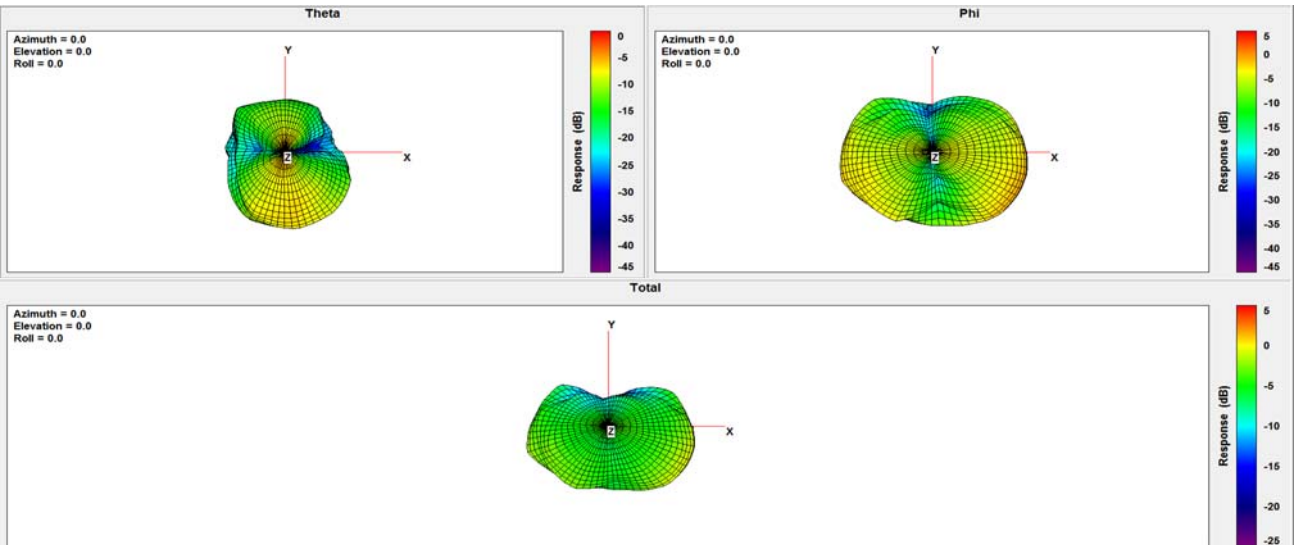 Theta
Azimuth = 0.0
Elevation = 0.0
Roll = 0.0
Y
X
Z
Response (dB)
0
-5
-10
-15
-20
-25
-30
-35
-40
-45
Phi
Azimuth = 0.0
Elevation = 0.0
Roll = 0.0
Y
X
Z
Response (dB)
5
0
-5
-10
-15
-20
-25
-30
-35
-40
-45
Total
Azimuth = 0.0
Elevation = 0.0
Roll = 0.0
Y
X
Z
Response (dB)
5
0
-5
-10
-15
-20
-25